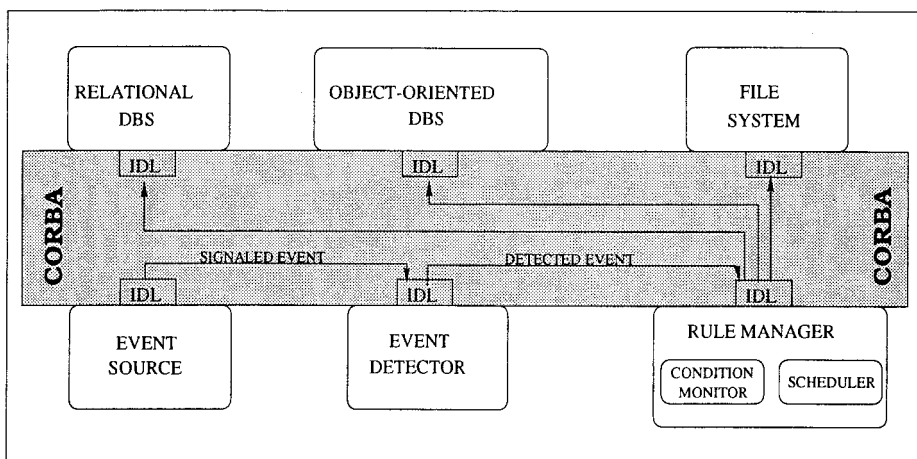 RELATIONAL
DBS
OBJECT-ORIENTED
DBS
FILE
SYSTEM
IDL
IDL
IDL
CORBA
CORBA
SIGNALED EVENT
DETECTED EVENT
IDL
IDL
IDL
EVENT
SOURCE
EVENT
DETECTOR
RULE MANAGER
CONDITION
MONITOR
SCHEDULER